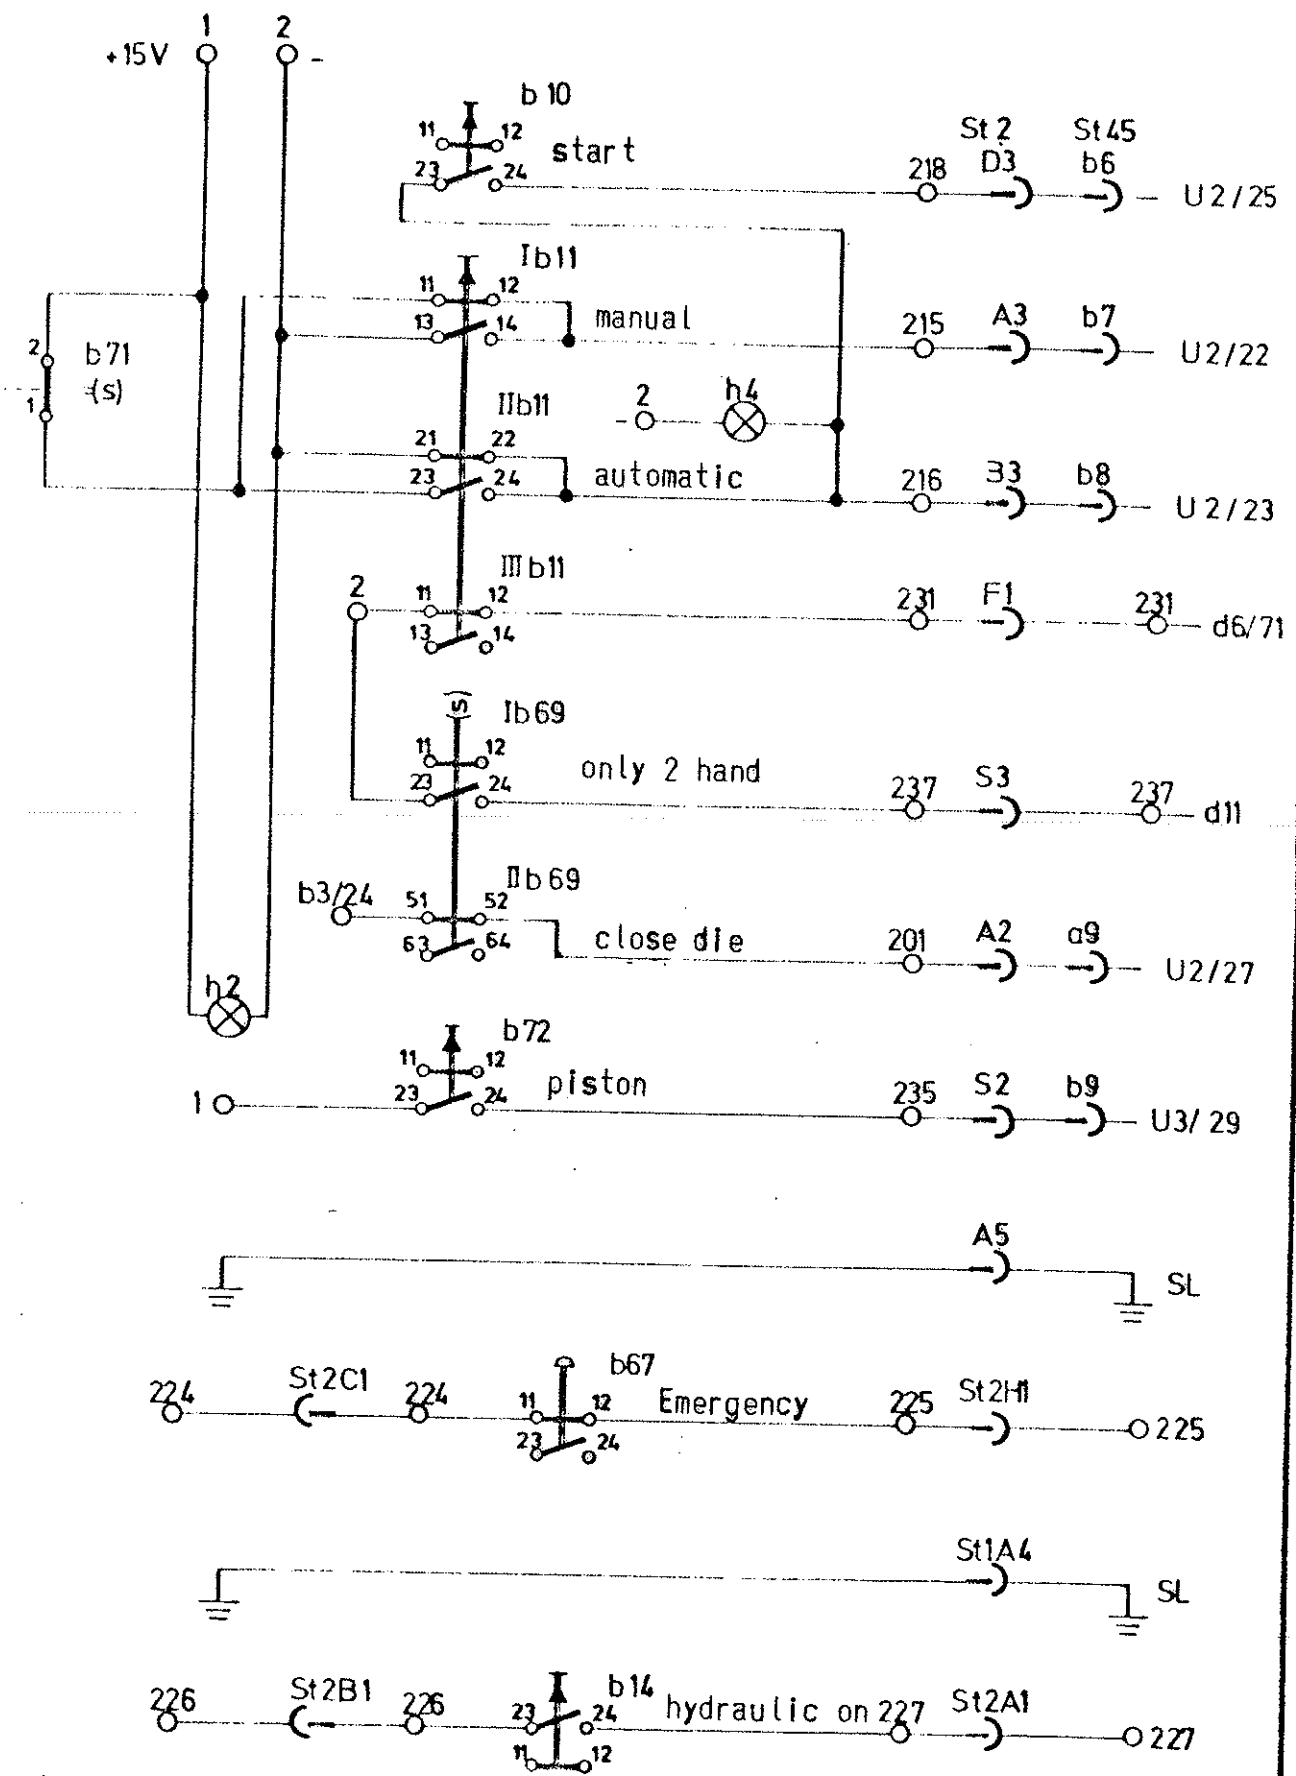 1 2
+15V -
b 10
11 12 start
23 24
St 2 St 45
218 D3 b6 U 2/25
I b11
11 12
13 14 manual 215 A3 b7 U2/22
2 b71
1 (s)
IIb11 - 2 h4
21 22
23 24 automatic 216 B3 b8 U 2/23
III b11
2 11 12 231 F1 231 d6/71
13 14
(s) Ib69
11 12
23 24 only 2 hand 237 S3 237 d11
IIb69
b3/24 51 52
63 64 close die 201 A2 a9 U2/27
h2
b72
11 12
1 23 24 piston 235 S2 b9 U3/29
A5
SL
b67
224 St2C1 224 11 12 Emergency 225 St2H1 225
23 24
St1A4
SL
b14
226 St2B1 226 23 24 hydraulic on 227 St2A1 227
11 12